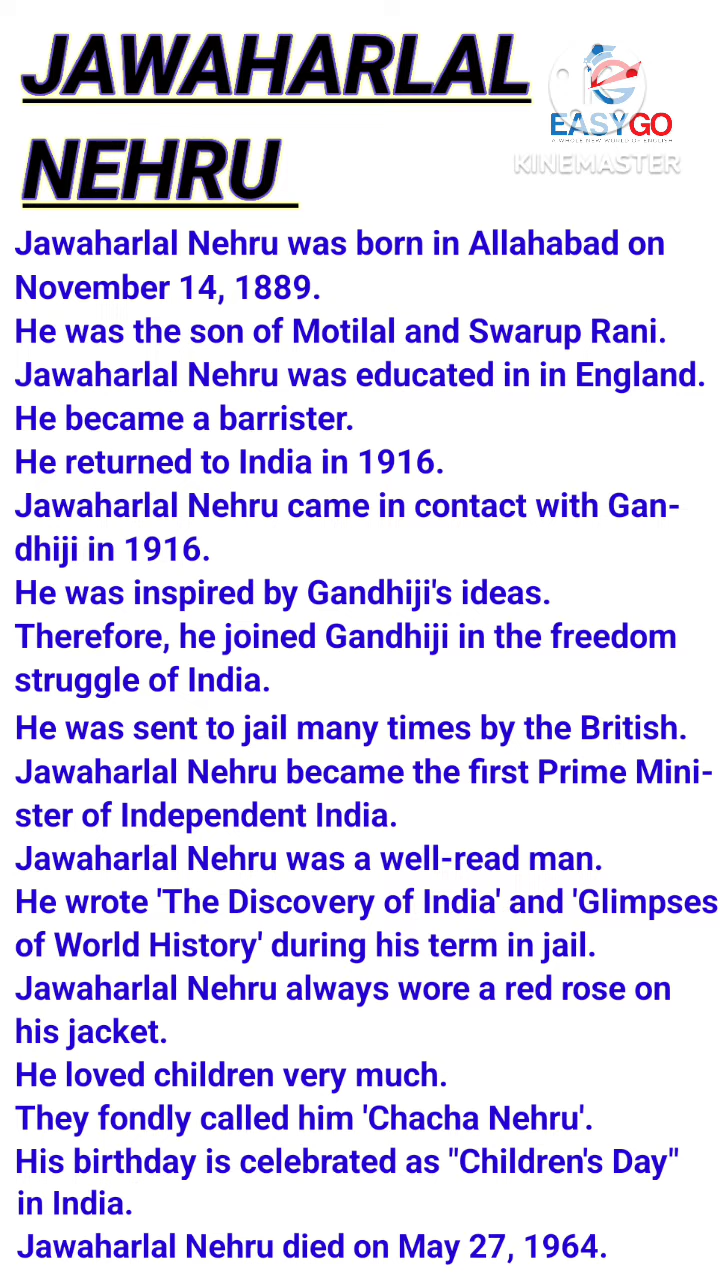 JAWAHARLAL
NEHRU
EASYGO
A WHOLE NEW WORLD OF ENGLISH
KINEMASTER
Jawaharlal Nehru was born in Allahabad on
November 14, 1889.
He was the son of Motilal and Swarup Rani.
Jawaharlal Nehru was educated in in England.
He became a barrister.
He returned to India in 1916.
Jawaharlal Nehru came in contact with Gan-
dhiji in 1916.
He was inspired by Gandhiji's ideas.
Therefore, he joined Gandhiji in the freedom
struggle of India.
He was sent to jail many times by the British.
Jawaharlal Nehru became the first Prime Mini-
ster of Independent India.
Jawaharlal Nehru was a well-read man.
He wrote 'The Discovery of India' and 'Glimpses
of World History' during his term in jail.
Jawaharlal Nehru always wore a red rose on
his jacket.
He loved children very much.
They fondly called him 'Chacha Nehru'.
His birthday is celebrated as "Children's Day"
in India.
Jawaharlal Nehru died on May 27, 1964.